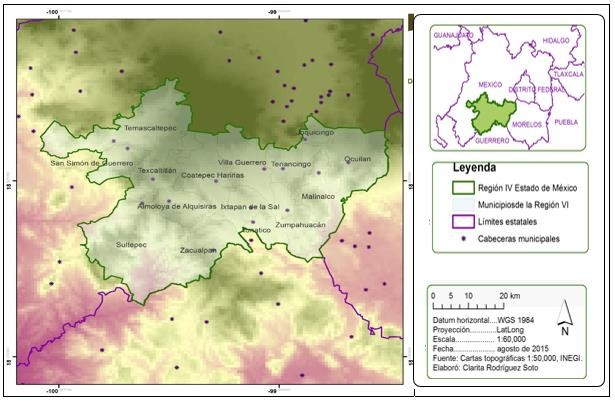 -100
-99
GUANAJUATO
HIDALGO
TLAXCALA
MEXICO
DISTRITO FEDERAL
MORELOS
PUEBLA
GUERRERO
Temascaltepec
Joquicingo
San Simón de Guerrero
Villa Guerrero
Tenancingo
Ocuilan
Texcaltitlán
Coatepec Harinas
Malinalco
Almoloya de Alquisiras
Ixtapan de la Sal
Zumpahuacán
Tonatico
Sultepec
Zacualpan
Leyenda
Región IV Estado de México
Municipiosde la Región VI
Límites estatales
Cabeceras municipales
0 5 10 20 km
Datum horizontal....WGS 1984
Proyección............LatLong
Escala.....................1:60,000
Fecha..................... agosto de 2015
Fuente: Cartas topográficas 1:50,000, INEGI.
Elaboró: Clarita Rodríguez Soto
N
18
18
18
18
-100
-99